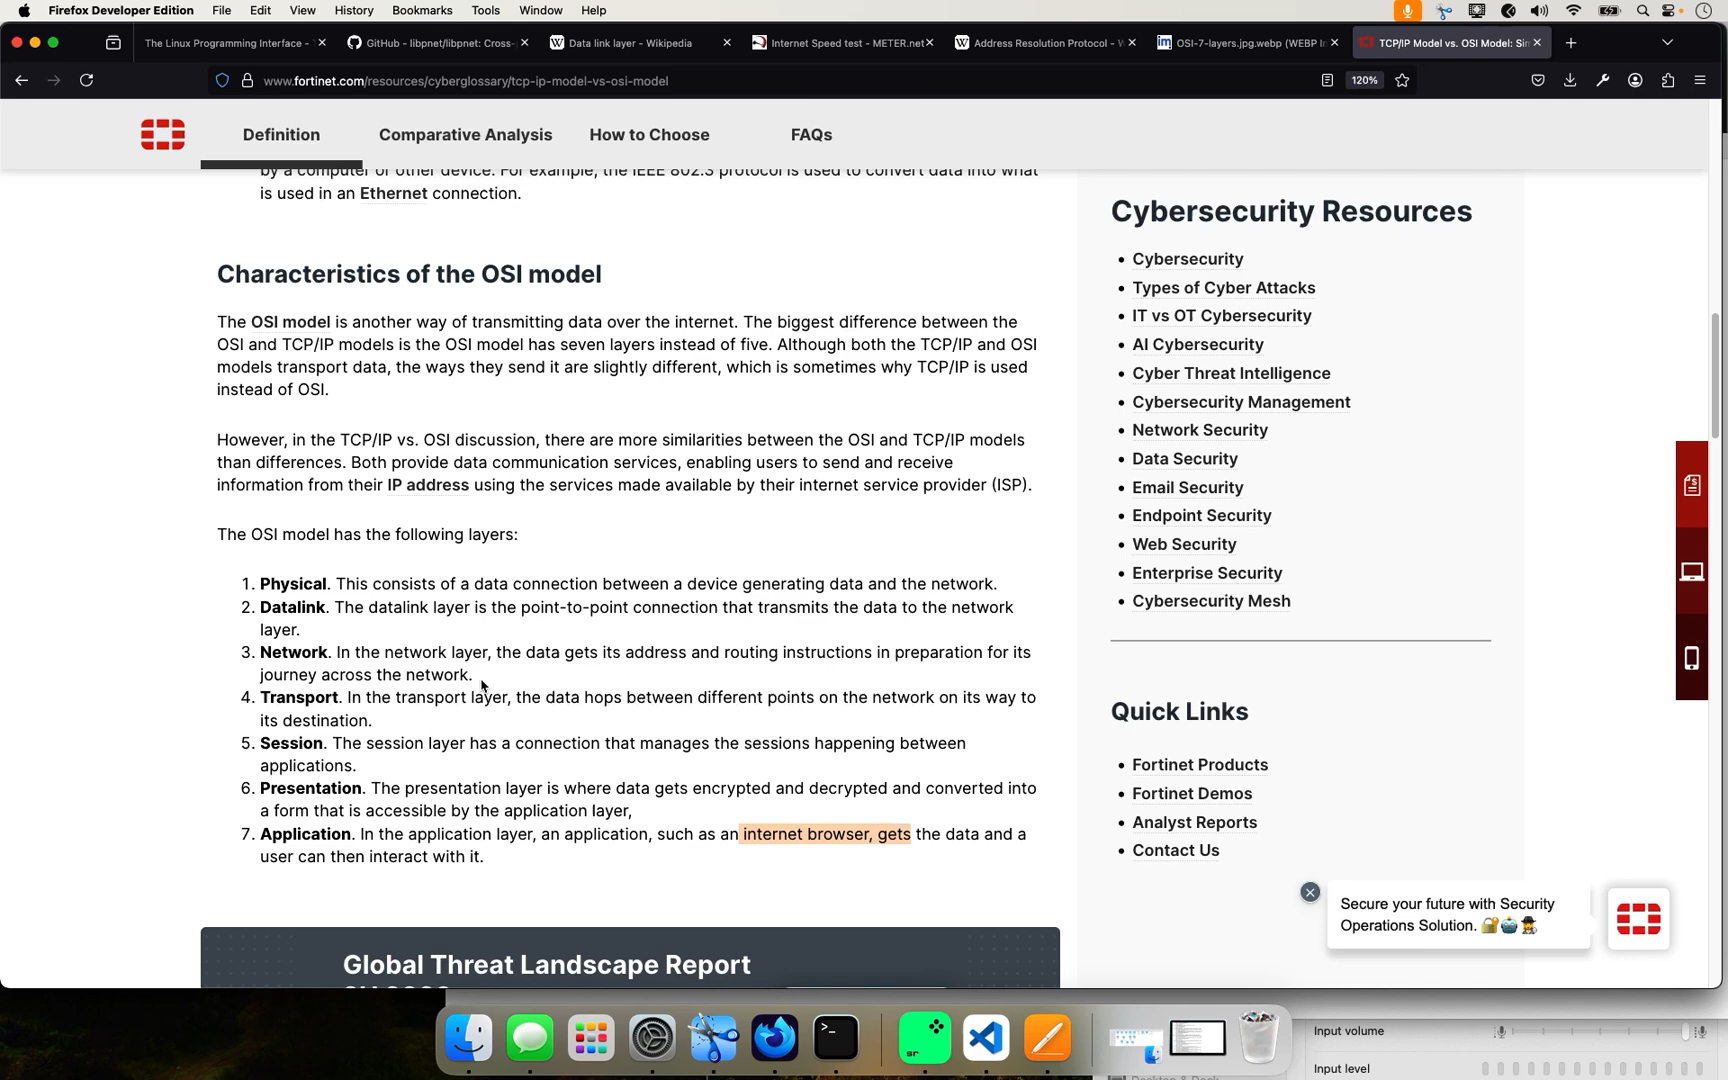 Firefox Developer Edition File Edit View History Bookmarks Tools Window Help
The Linux Programming Interface -
GitHub - libpnet/libpnet: Cross-
Data link layer - Wikipedia
Internet Speed test - METER.net
Address Resolution Protocol -
OSI-7-layers.jpg.webp (WEBP
TCP/IP Model vs. OSI Model:
www.fortinet.com/resources/cyberglossary/tcp-ip-model-vs-osi-model
120%
Definition Comparative Analysis How to Choose FAQs
by a computer or other device. For example, the IEEE 802.3 protocol is used to convert data into what
is used in an Ethernet connection.
Characteristics of the OSI model
The OSI model is another way of transmitting data over the internet. The biggest difference between the
OSI and TCP/IP models is the OSI model has seven layers instead of five. Although both the TCP/IP and OSI
models transport data, the ways they send it are slightly different, which is sometimes why TCP/IP is used
instead of OSI.
However, in the TCP/IP vs. OSI discussion, there are more similarities between the OSI and TCP/IP models
than differences. Both provide data communication services, enabling users to send and receive
information from their IP address using the services made available by their internet service provider (ISP).
The OSI model has the following layers:
1. Physical. This consists of a data connection between a device generating data and the network.
2. Datalink. The datalink layer is the point-to-point connection that transmits the data to the network
layer.
3. Network. In the network layer, the data gets its address and routing instructions in preparation for its
journey across the network.
4. Transport. In the transport layer, the data hops between different points on the network on its way to
its destination.
5. Session. The session layer has a connection that manages the sessions happening between
applications.
6. Presentation. The presentation layer is where data gets encrypted and decrypted and converted into
a form that is accessible by the application layer,
7. Application. In the application layer, an application, such as an internet browser, gets the data and a
user can then interact with it.
Global Threat Landscape Report
Cybersecurity Resources
• Cybersecurity
• Types of Cyber Attacks
• IT vs OT Cybersecurity
• AI Cybersecurity
• Cyber Threat Intelligence
• Cybersecurity Management
• Network Security
• Data Security
• Email Security
• Endpoint Security
• Web Security
• Enterprise Security
• Cybersecurity Mesh
Quick Links
• Fortinet Products
• Fortinet Demos
• Analyst Reports
• Contact Us
Secure your future with Security
Operations Solution. 🔐🤖🕵️
sr
Input volume
Input level